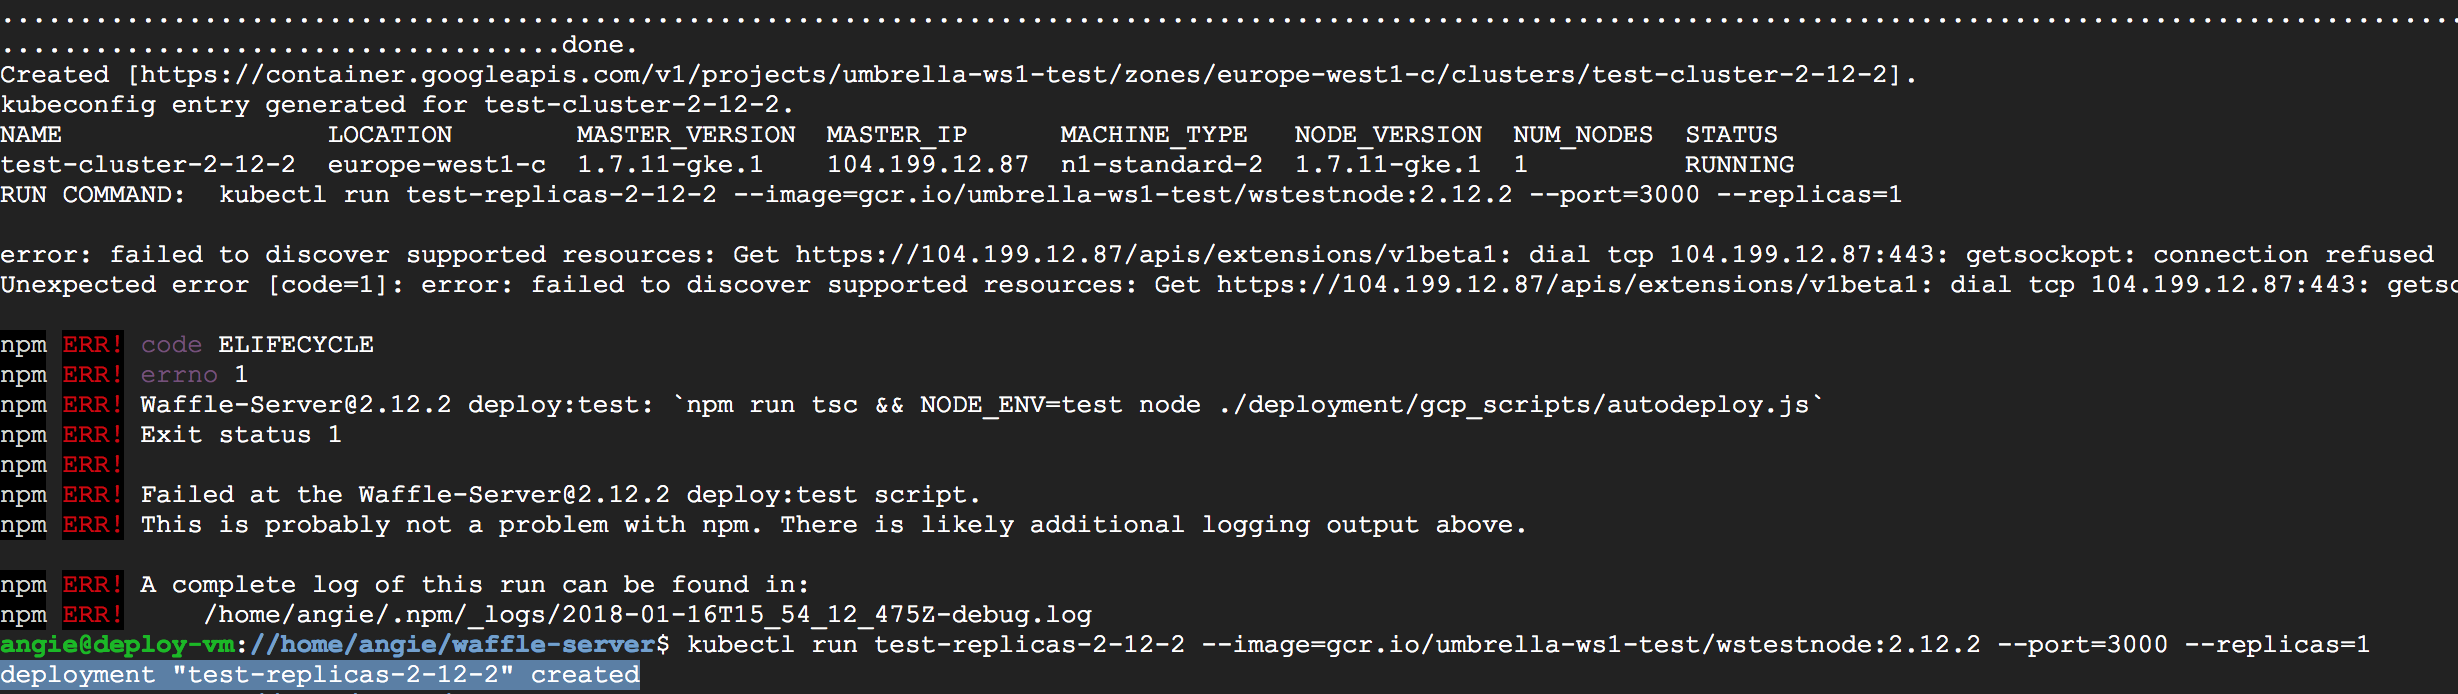 ................................................................................................................................................................
....................................done.
Created [https://container.googleapis.com/v1/projects/umbrella-ws1-test/zones/europe-west1-c/clusters/test-cluster-2-12-2].
kubeconfig entry generated for test-cluster-2-12-2.
NAME                 LOCATION        MASTER_VERSION  MASTER_IP      MACHINE_TYPE   NODE_VERSION  NUM_NODES  STATUS
test-cluster-2-12-2  europe-west1-c  1.7.11-gke.1    104.199.12.87  n1-standard-2  1.7.11-gke.1  1          RUNNING
RUN COMMAND:  kubectl run test-replicas-2-12-2 --image=gcr.io/umbrella-ws1-test/wstestnode:2.12.2 --port=3000 --replicas=1
error: failed to discover supported resources: Get https://104.199.12.87/apis/extensions/v1beta1: dial tcp 104.199.12.87:443: getsockopt: connection refused
Unexpected error [code=1]: error: failed to discover supported resources: Get https://104.199.12.87/apis/extensions/v1beta1: dial tcp 104.199.12.87:443:
npm ERR! code ELIFECYCLE
npm ERR! errno 1
npm ERR! Waffle-Server@2.12.2 deploy:test: `npm run tsc && NODE_ENV=test node ./deployment/gcp_scripts/autodeploy.js`
npm ERR! Exit status 1
npm ERR!
npm ERR! Failed at the Waffle-Server@2.12.2 deploy:test script.
npm ERR! This is probably not a problem with npm. There is likely additional logging output above.
npm ERR! A complete log of this run can be found in:
npm ERR!     /home/angie/.npm/_logs/2018-01-16T15_54_12_475Z-debug.log
angie@deploy-vm://home/angie/waffle-server$ kubectl run test-replicas-2-12-2 --image=gcr.io/umbrella-ws1-test/wstestnode:2.12.2 --port=3000 --replicas=1
deployment "test-replicas-2-12-2" created